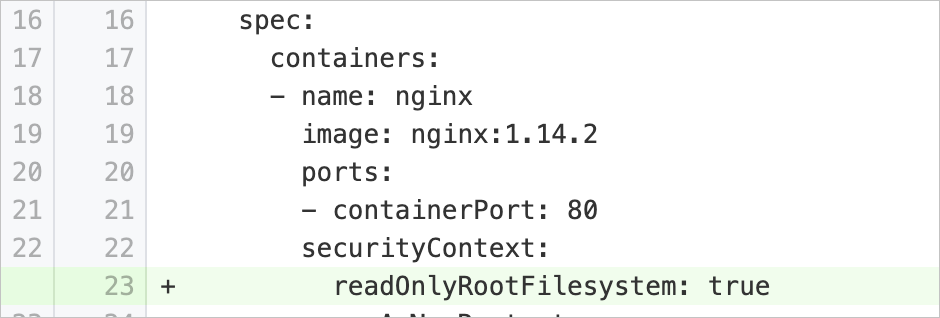 16 16 spec:
17 17 containers:
18 18 - name: nginx
19 19 image: nginx:1.14.2
20 20 ports:
21 21 - containerPort: 80
22 22 securityContext:
23 + readOnlyRootFilesystem: true